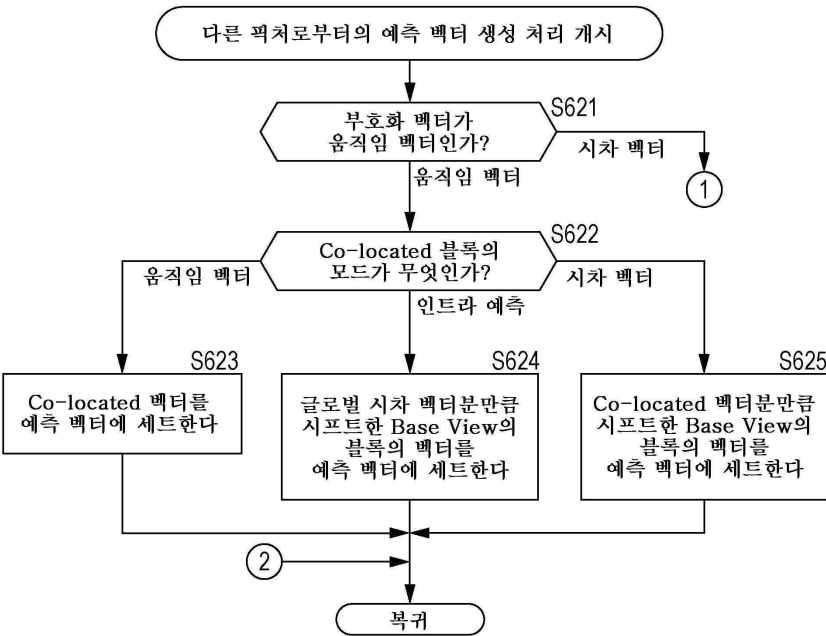 다른 픽처로부터의 예측 벡터 생성 처리 개시
S621
부호화 벡터가
움직임 벡터인가?
시차 벡터
움직임 벡터
1
S622
Co-located 블록의
모드가 무엇인가?
움직임 벡터
시차 벡터
인트라 예측
S623
Co-located 벡터를
예측 벡터에 세트한다
S624
글로벌 시차 벡터분만큼
시프트한 Base View의
블록의 벡터를
예측 벡터에 세트한다
S625
Co-located 벡터분만큼
시프트한 Base View의
블록의 벡터를
예측 벡터에 세트한다
2
복귀